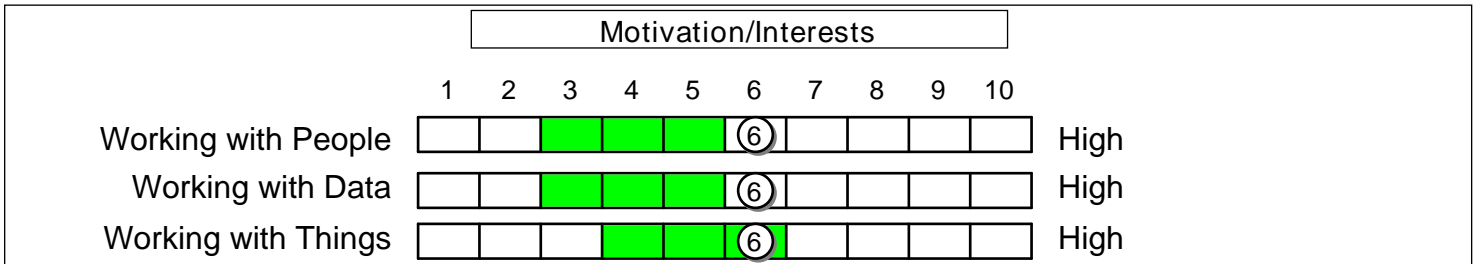 Motivation/Interests
1 2 3 4 5 6 7 8 9 10
Working with People 6 High
Working with Data 6 High
Working with Things 6 High